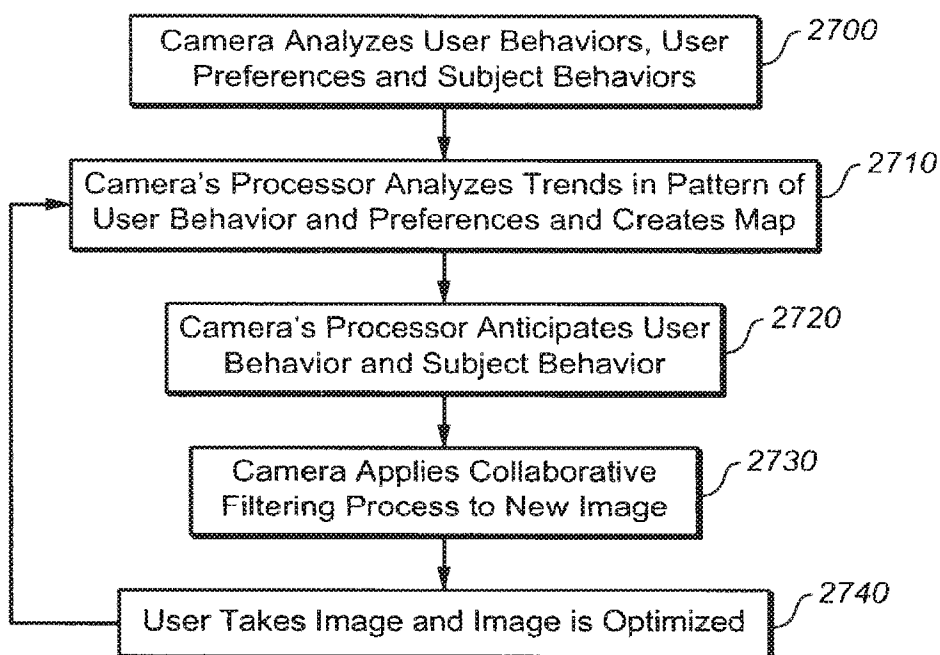 Camera Analyzes User Behaviors, User
Preferences and Subject Behaviors
2700
Camera's Processor Analyzes Trends in Pattern of
User Behavior and Preferences and Creates Map
2710
Camera's Processor Anticipates User
Behavior and Subject Behavior
2720
Camera Applies Collaborative
Filtering Process to New Image
2730
User Takes Image and Image is Optimized
2740